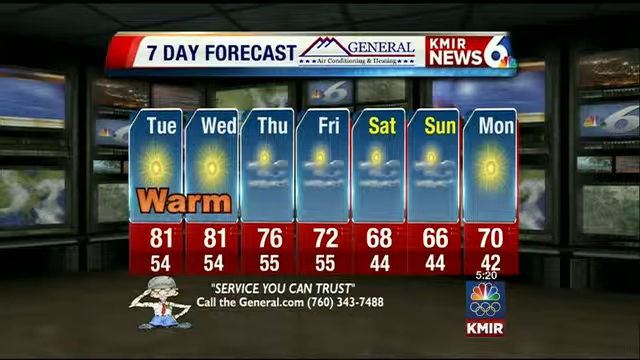 7 DAY FORECAST
GENERAL
Air Conditioning & Heating
KMIR
NEWS 6
Tue Wed Thu Fri Sat Sun Mon
Warm
81 81 76 72 68 66 70
54 54 55 55 44 44 42
5:20
"SERVICE YOU CAN TRUST"
Call the General.com (760) 343-7488
KMIR